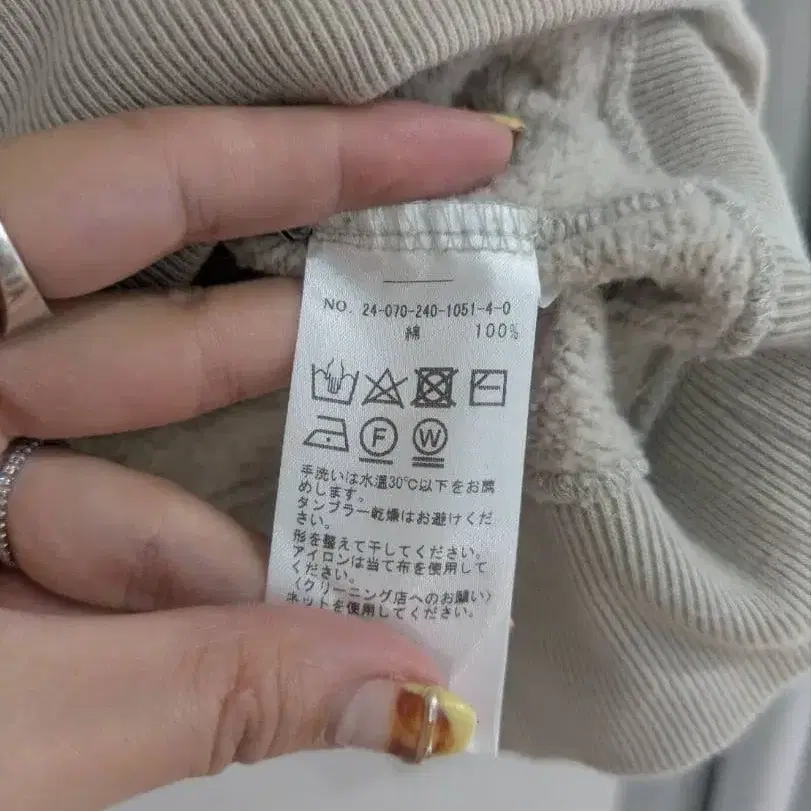 NO. 24-070-240-1051-4-0
綿 100%
F W
手洗いは水温30℃以下をお薦
めします。
タンブラー乾燥はお避けくだ
さい。
形を整えて干してください。
アイロンは当て布を使用して
ください。
〈クリーニング店へのお願い〉
ネットを使用してください。